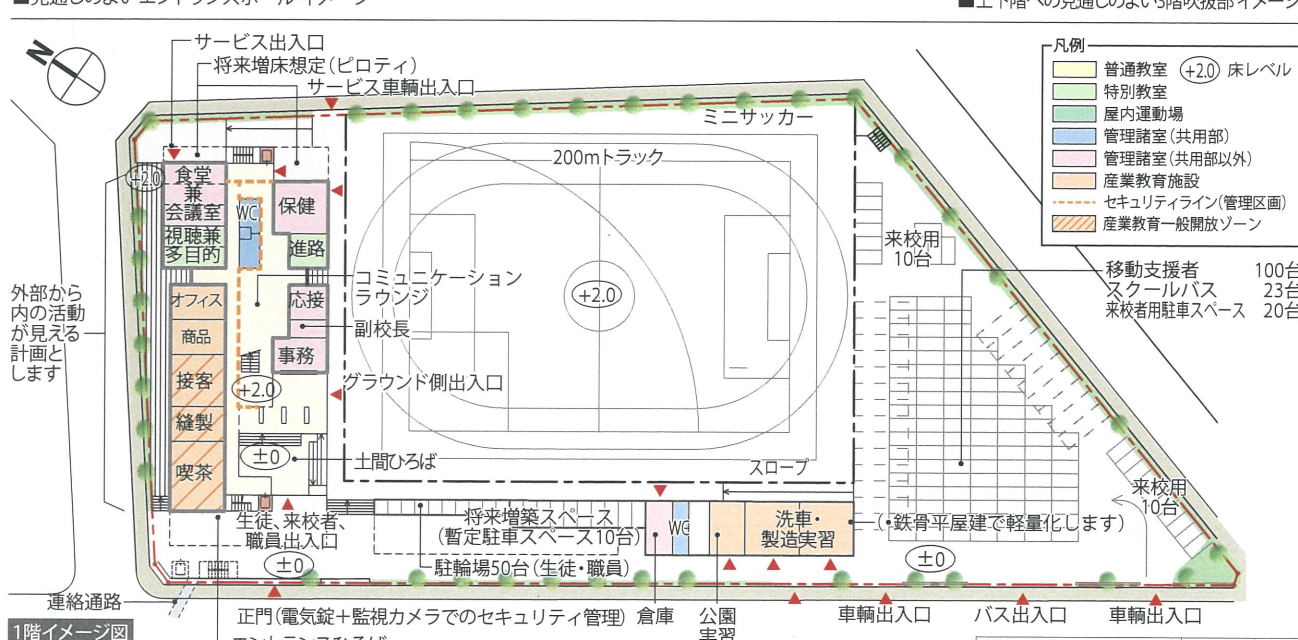 ■見通しのよいエントランスホール イメージ
■上下階への見通しのよい3階吹抜部 イメージ
N
サービス出入口
将来増床想定(ピロティ)
サービス車輌出入口
凡例
普通教室 +2.0 床レベル
特別教室
屋内運動場
管理諸室(共用部)
管理諸室(共用部以外)
産業教育施設
セキュリティライン(管理区画)
産業教育一般開放ゾーン
ミニサッカー
200mトラック
+2.0
食堂
兼
会議室
視聴兼
多目的
WC
保健
進路
来校用
10台
移動支援者 100台
スクールバス 23台
来校者用駐車スペース 20台
外部から
内の活動
が見える
計画と
します
コミュニケーション
ラウンジ
+2.0
オフィス
商品
接客
縫製
喫茶
応接
副校長
事務
+2.0
グラウンド側出入口
±0
土間ひろば
スロープ
来校用
10台
生徒、来校者、
職員出入口
将来増築スペース
(暫定駐車スペース10台)
WC
洗車・
製造実習
(・鉄骨平屋建で軽量化します)
±0
±0
駐輪場50台(生徒・職員)
連絡通路
正門(電気錠+監視カメラでのセキュリティ管理)
倉庫
公園
実習
車輌出入口
バス出入口
車輌出入口
1階イメージ図